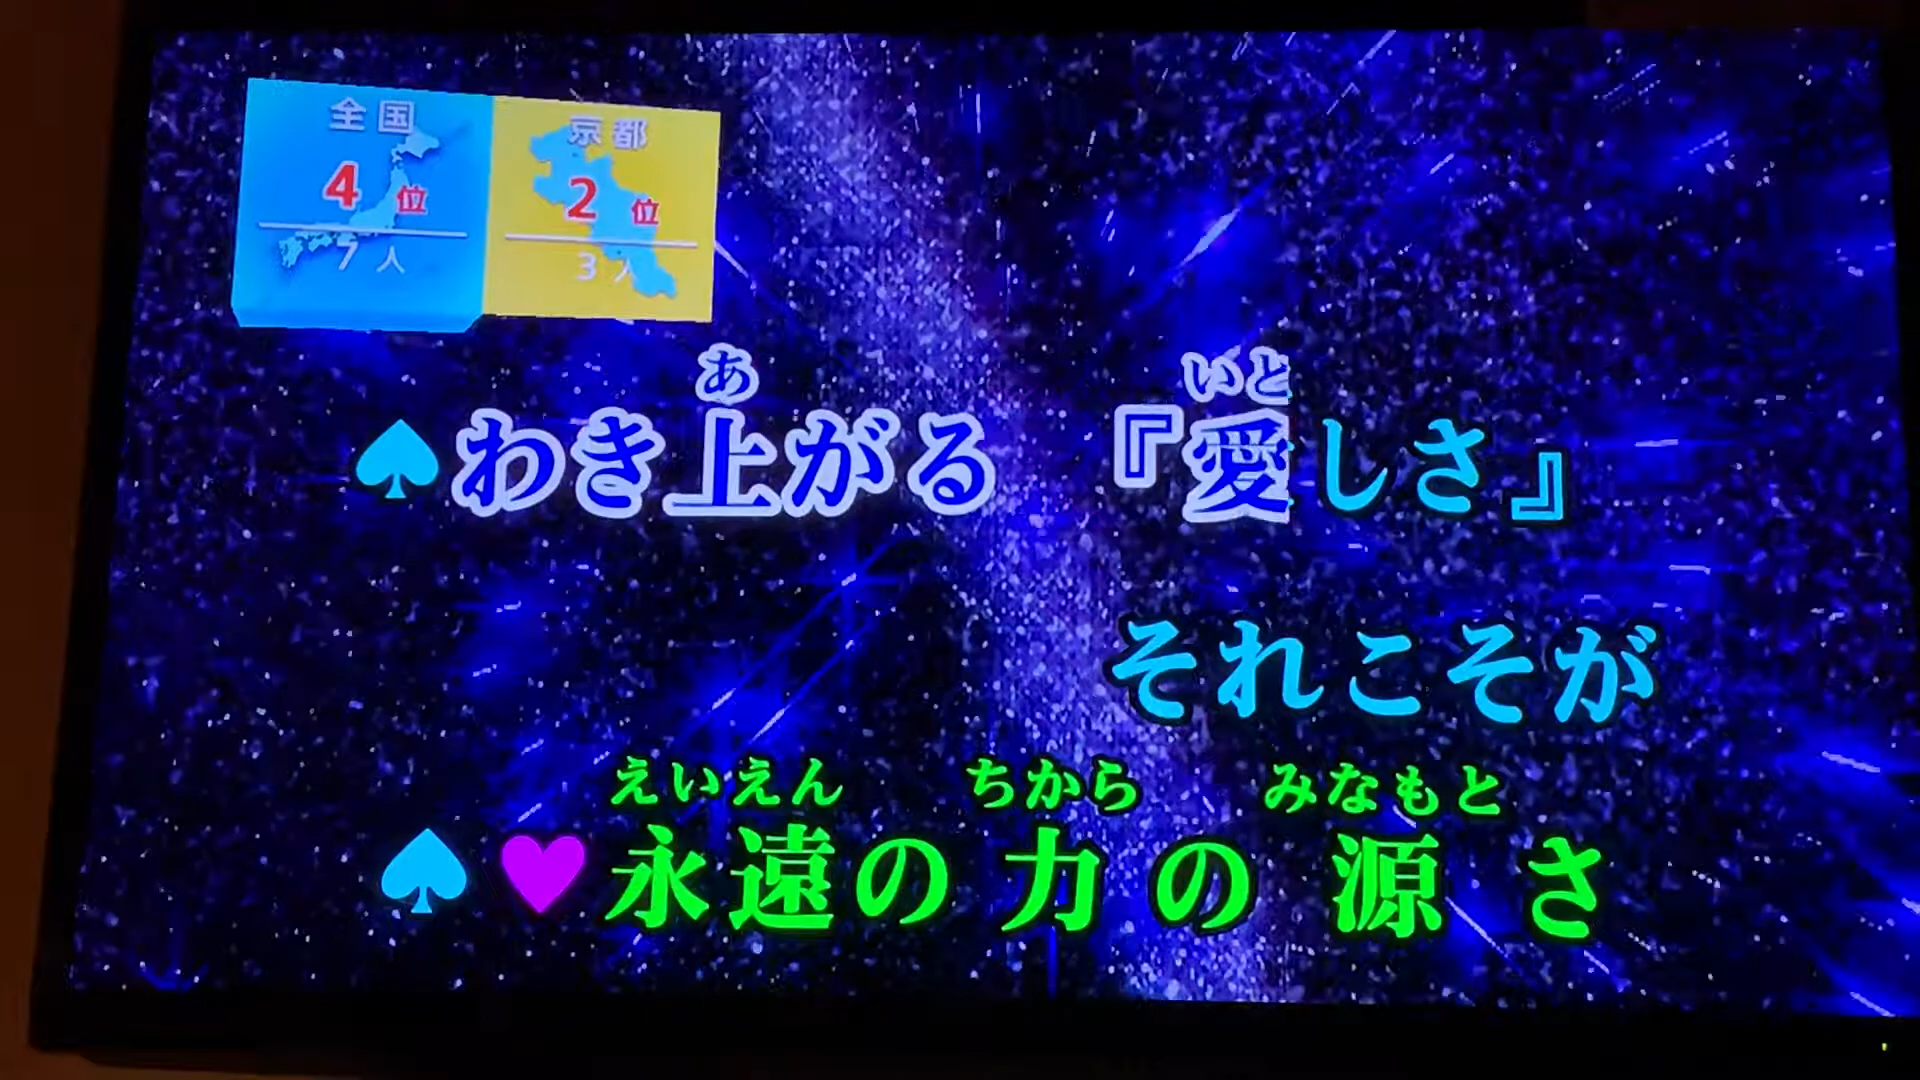 全国 京都
4位 2位
7人 3人
あ いと
♠わき上がる 『愛しさ』
それこそが
えいえん ちから みなもと
♠♥永遠の力の源さ